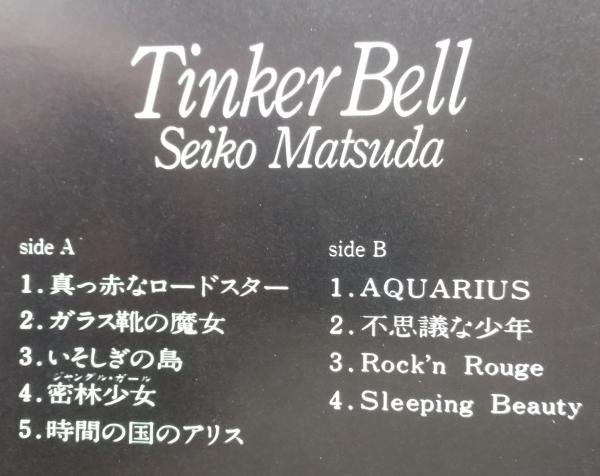 Tinker Bell
Seiko Matsuda
side A
1.真っ赤なロードスター
2.ガラス靴の魔女
3.いそしぎの島
ジャングル・ガール
4.密林少女
5.時間の国のアリス
side B
1.AQUARIUS
2.不思議な少年
3.Rock'n Rouge
4.Sleeping Beauty